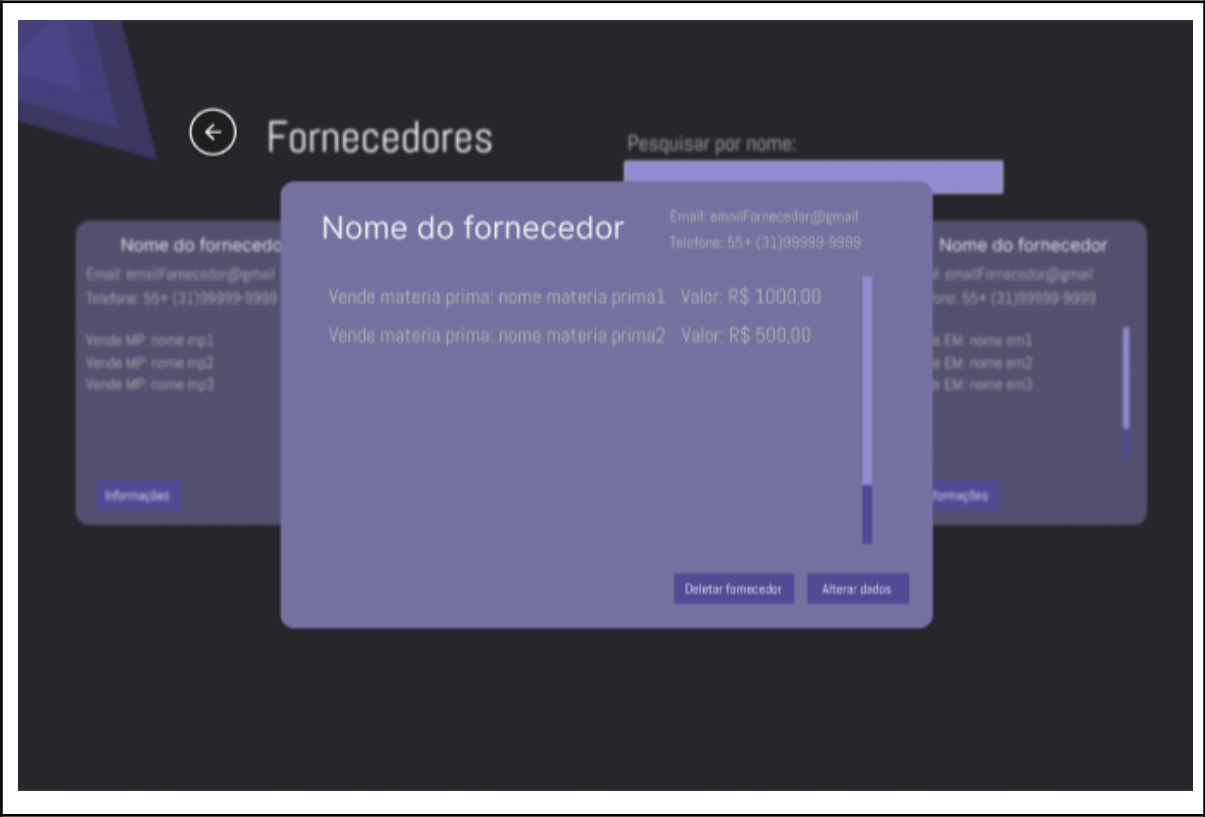 Fornecedores
Pesquisar por nome:
Nome do fornecedor
Email: emailFornecedor@gmail
Telefone: 55+ (31)99999-9999
Vende materia prima: nome materia prima1 Valor: R$ 1000,00
Vende materia prima: nome materia prima2 Valor: R$ 500,00
Deletar fornecedor
Alterar dados
Nome do fornecedo
Email: emailFornecedor@gmail
Telefone: 55+ (31)99999-9999
Vende MP: nome mp1
Vende MP: nome mp2
Vende MP: nome mp3
Informações
Nome do fornecedor
emailFornecedor@gmail
55+ (31)99999-9999
EM: nome em1
EM: nome em2
EM: nome em3